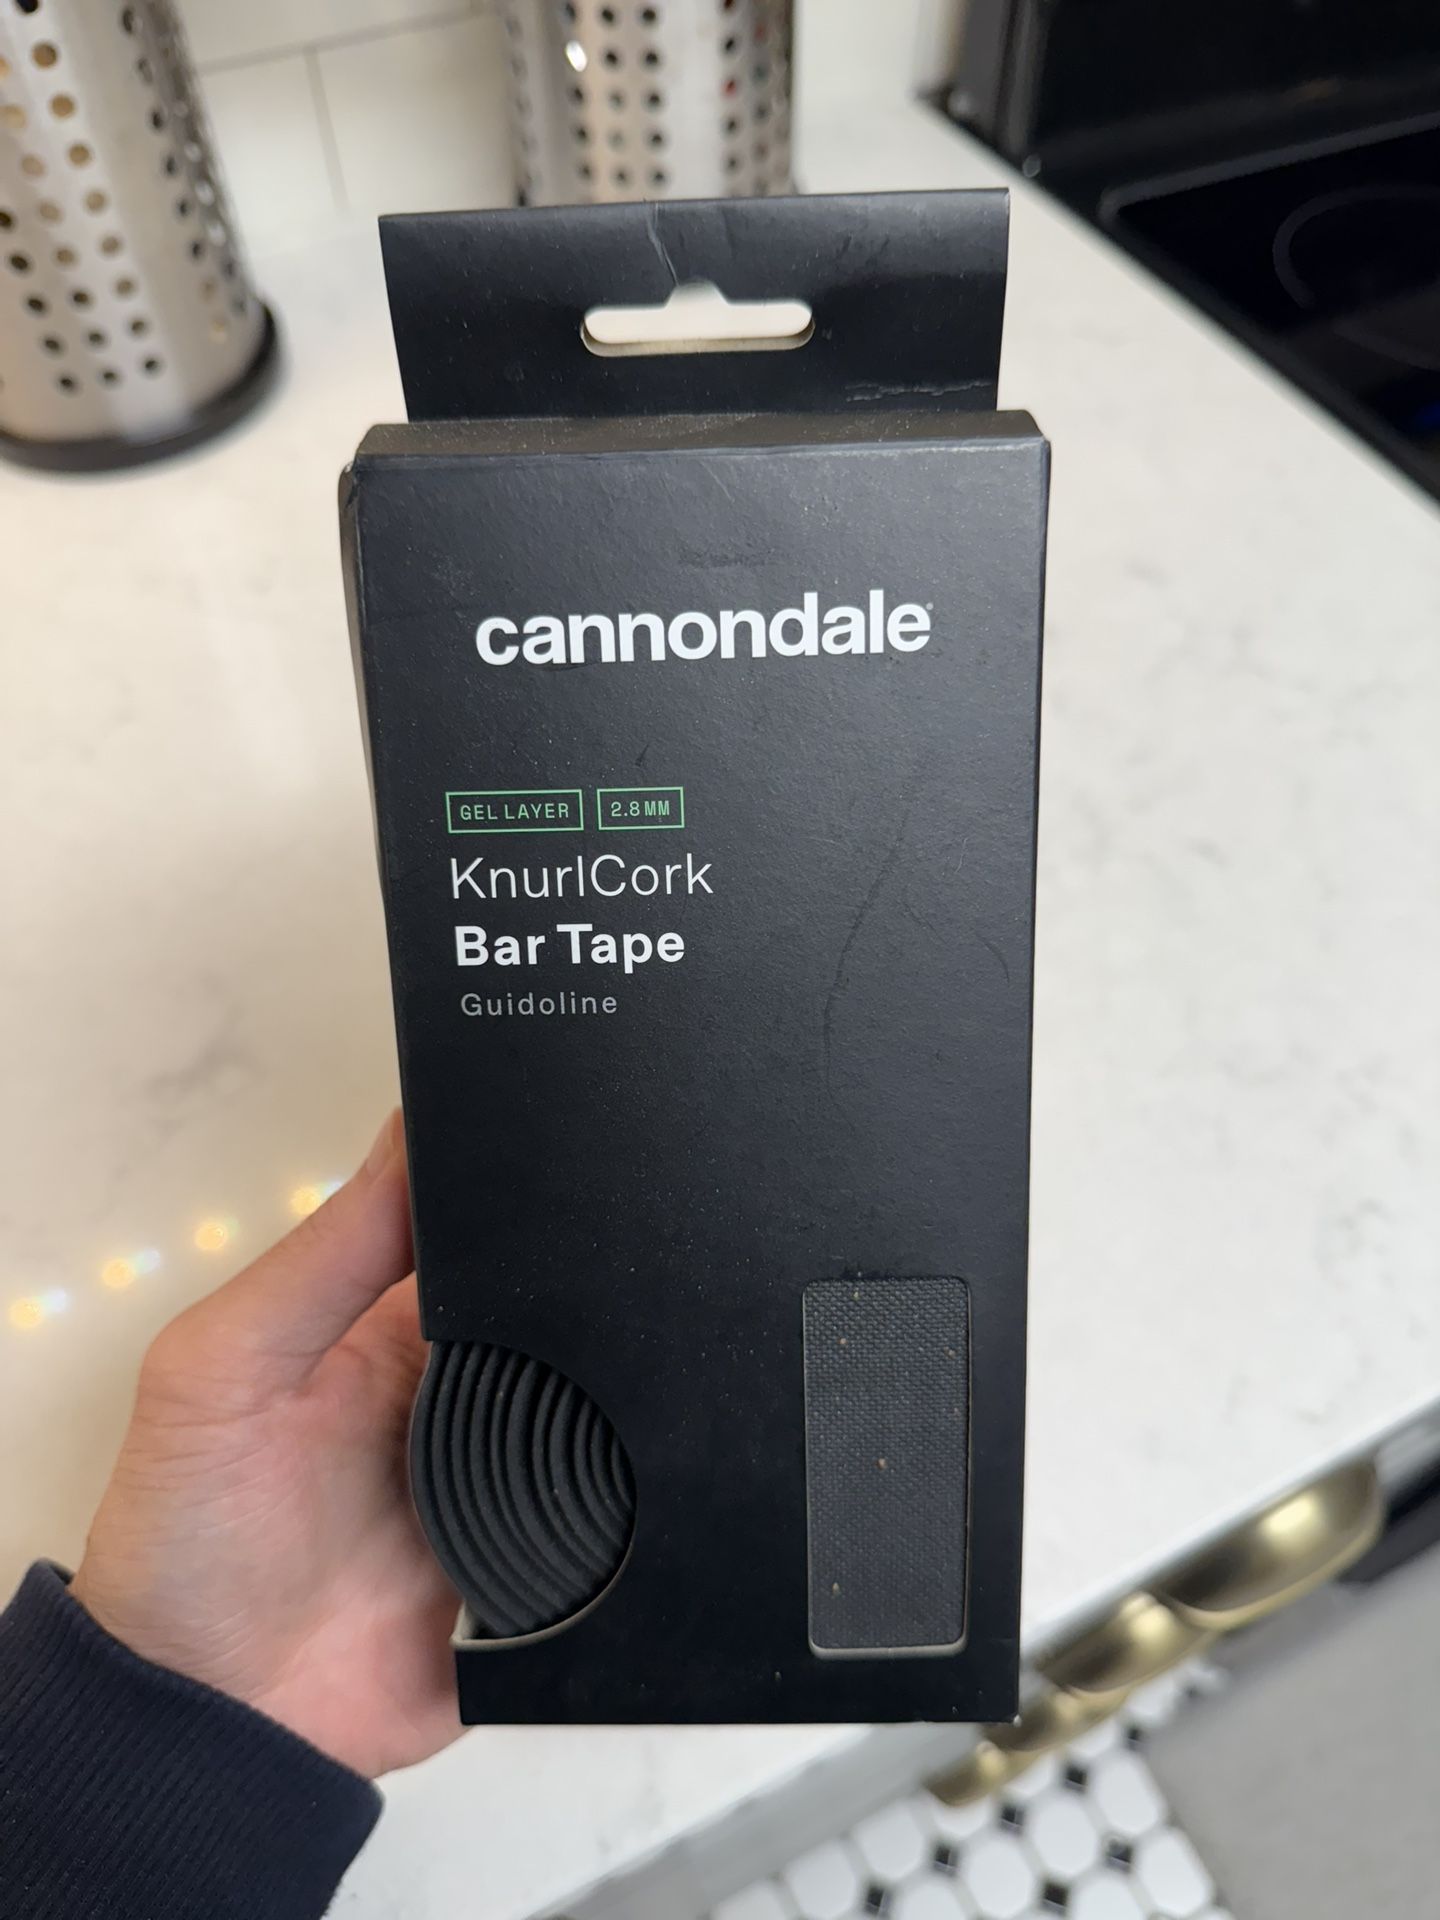 cannondale
GEL LAYER 2.8 MM
KnurlCork
Bar Tape
Guidoline